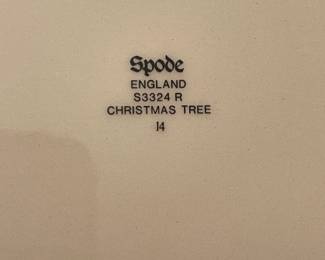 Spode
ENGLAND
S3324 R
CHRISTMAS TREE
14